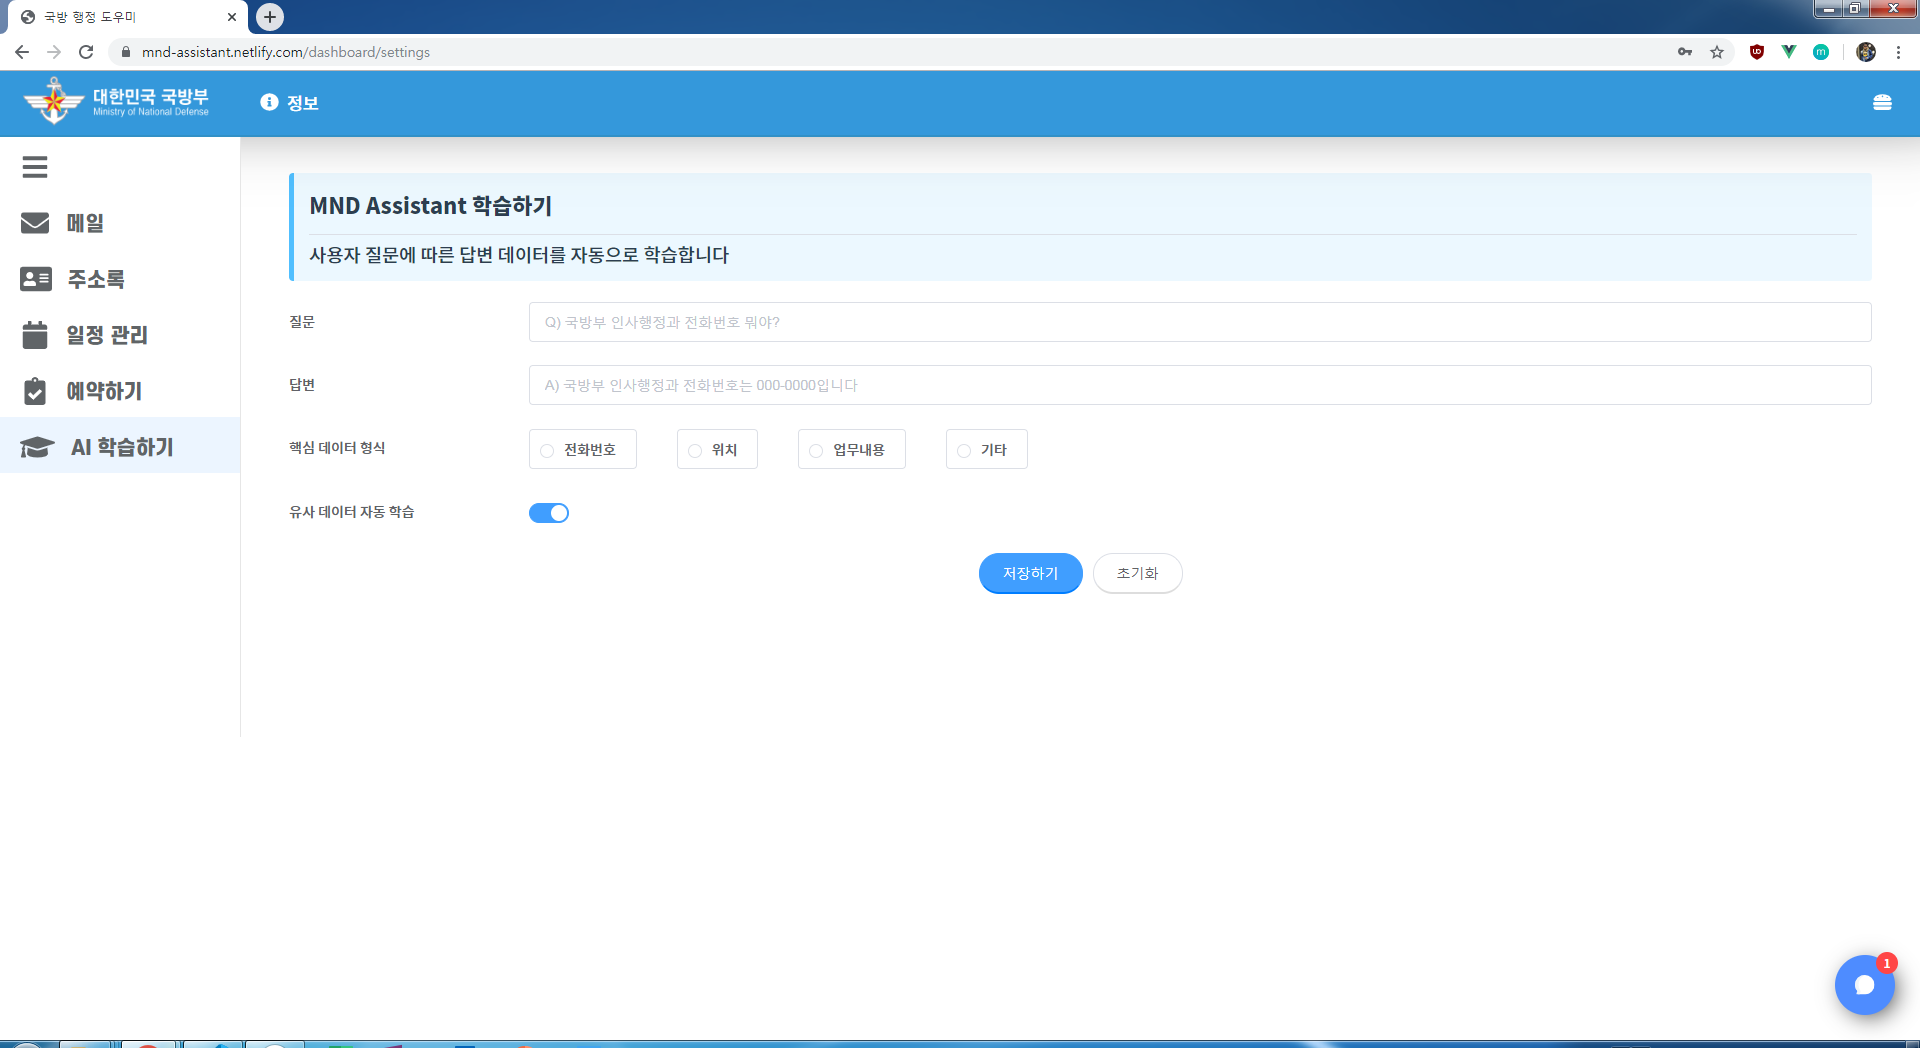 국방 행정 도우미
mnd-assistant.netlify.com/dashboard/settings
대한민국 국방부
Ministry of National Defense
정보
메일
주소록
일정 관리
예약하기
AI 학습하기
MND Assistant 학습하기
사용자 질문에 따른 답변 데이터를 자동으로 학습합니다
질문
Q) 국방부 인사행정과 전화번호 뭐야?
답변
A) 국방부 인사행정과 전화번호는 000-0000입니다
핵심 데이터 형식
전화번호
위치
업무내용
기타
유사 데이터 자동 학습
저장하기
초기화
1